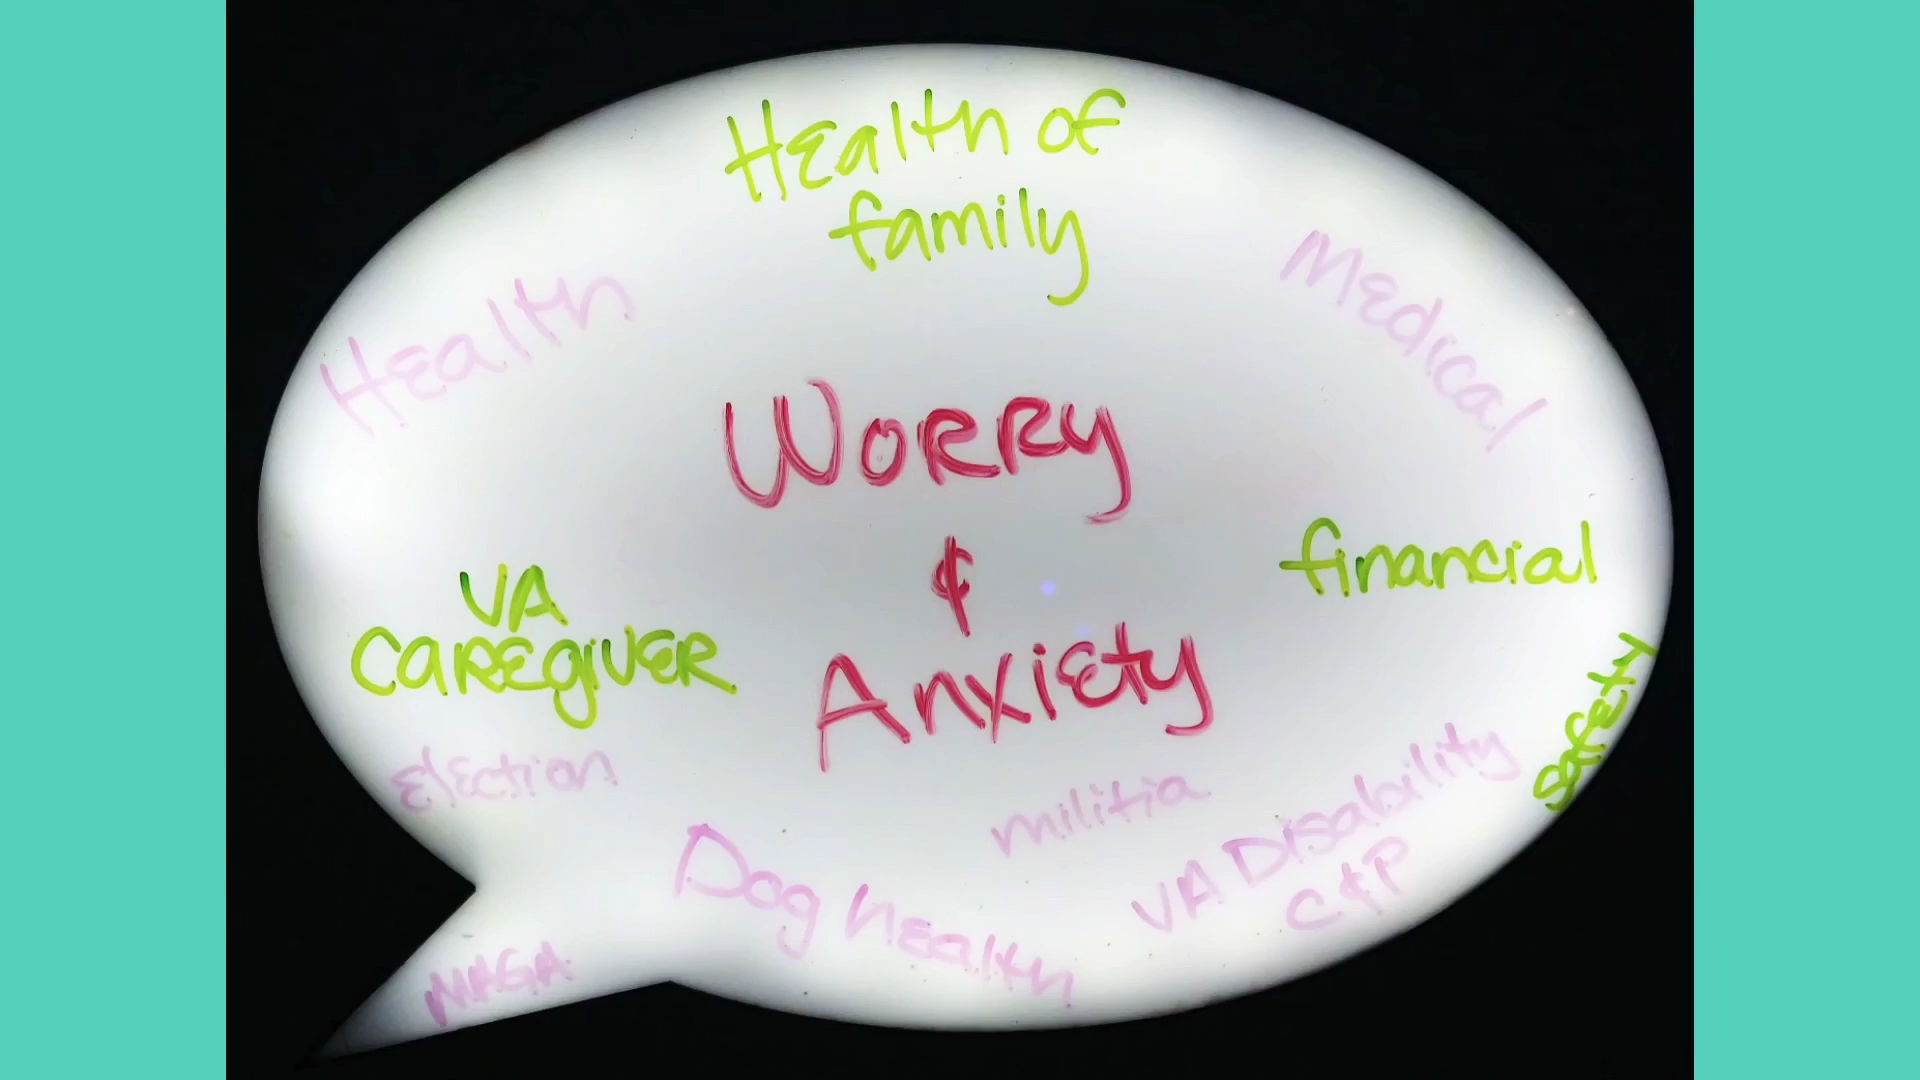 Health of
family
Health
Medical
Worry
&
Anxiety
financial
VA
Caregiver
safety
election
militia
VA Disability
C&P
Dog health
MAGA